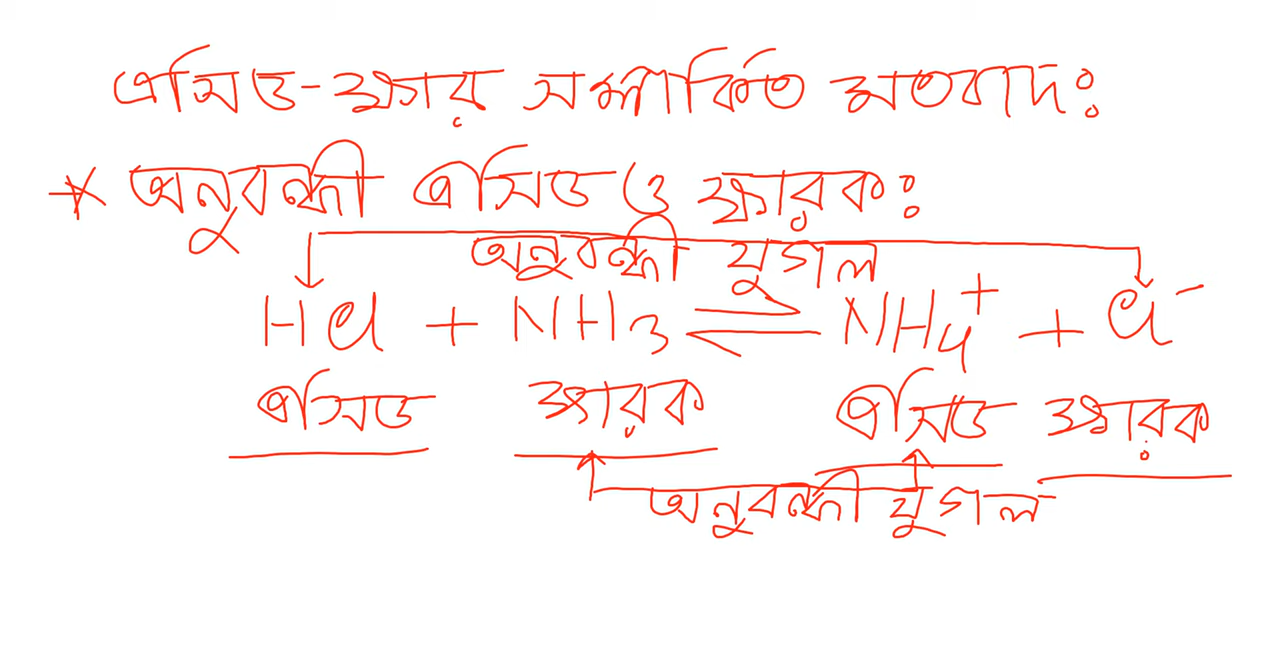 এসিড-ক্ষার সম্পর্কিত মতবাদঃ
* অনুবন্ধী এসিড ও ক্ষারকঃ
অনুবন্ধী যুগল
HCl + NH3 ⇌ NH4+ + Cl-
এসিড ক্ষারক এসিড ক্ষারক
অনুবন্ধী যুগল